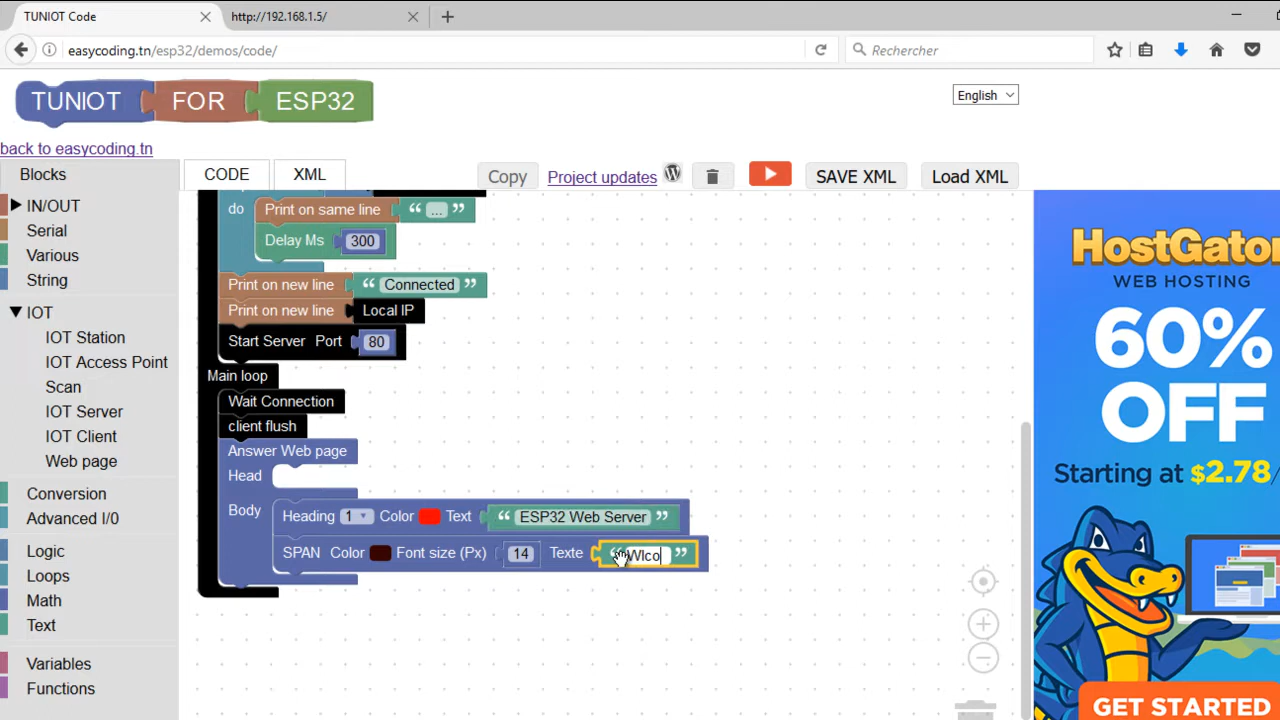 TUNIOT Code
http://192.168.1.5/
easycoding.tn/esp32/demos/code/
Rechercher
TUNIOT FOR ESP32
English
back to easycoding.tn
Blocks
CODE
XML
Copy
Project updates
SAVE XML
Load XML
IN/OUT
Serial
Various
String
IOT
IOT Station
IOT Access Point
Scan
IOT Server
IOT Client
Web page
Conversion
Advanced I/0
Logic
Loops
Math
Text
Variables
Functions
do Print on same line “ ... ”
Delay Ms 300
Print on new line “ Connected ”
Print on new line Local IP
Start Server Port 80
Main loop
Wait Connection
client flush
Answer Web page
Head
Body Heading 1 Color Text “ ESP32 Web Server ”
SPAN Color Font size (Px) 14 Texte “ Wlco ”
HostGator
WEB HOSTING
60%
OFF
Starting at $2.78/
GET STARTED